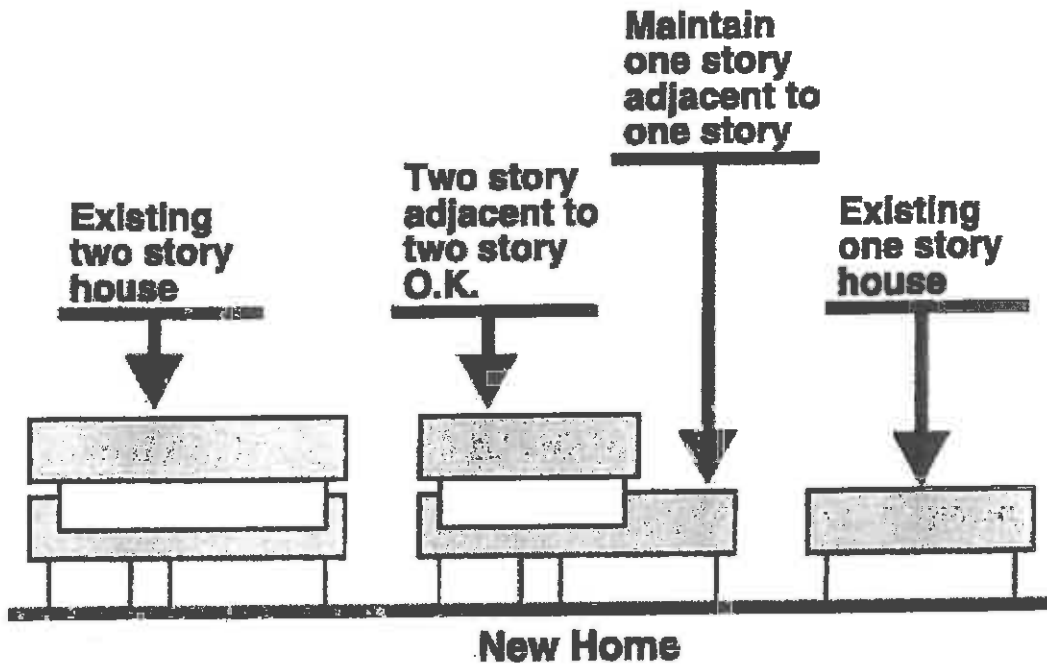 Existing
two story
house
Two story
adjacent to
two story
O.K.
Maintain
one story
adjacent to
one story
Existing
one story
house
New Home